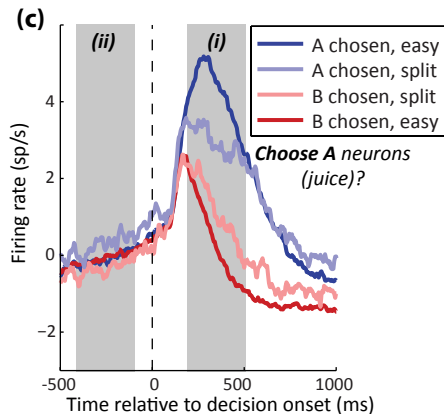 (c)
(ii)
(i)
A chosen, easy
A chosen, split
B chosen, split
B chosen, easy
Choose A neurons
(juice)?
Firing rate (sp/s)
4
2
0
−2
-500
0
500
1000
Time relative to decision onset (ms)